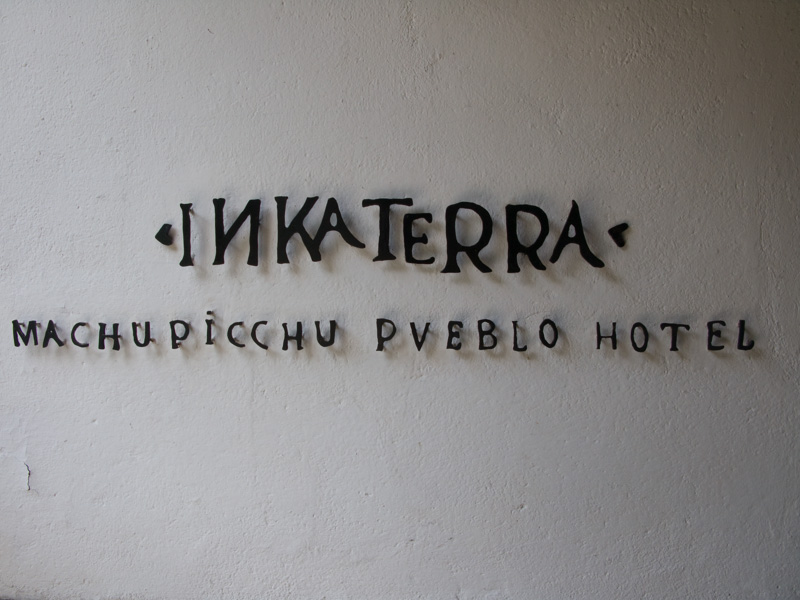 INKATERRA
MACHUPiCCHU PVEBLO HOTEL